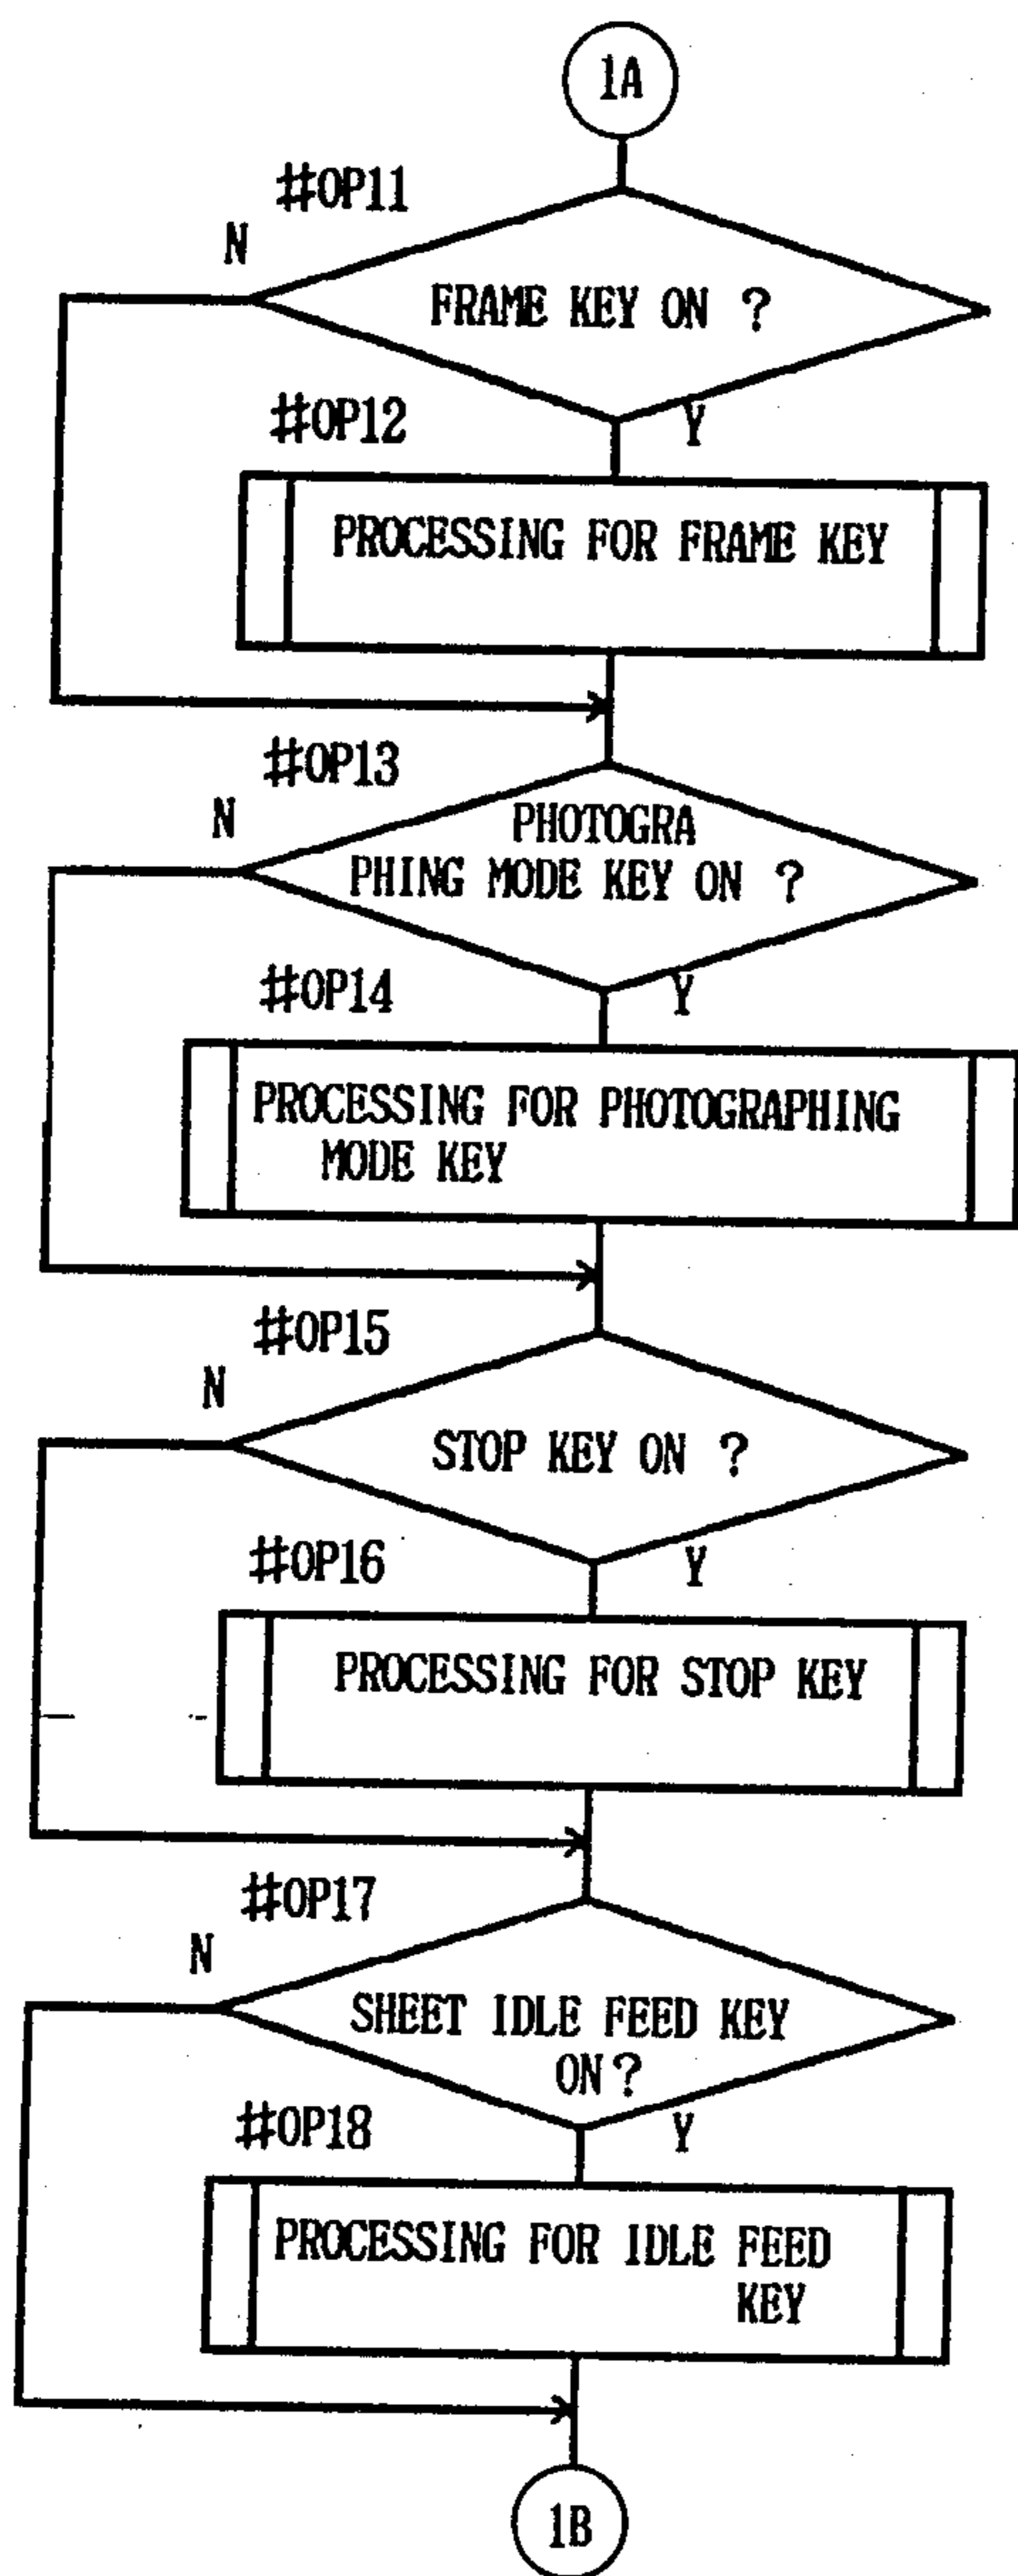 1A
#OP11
N
FRAME KEY ON ?
#OP12
Y
PROCESSING FOR FRAME KEY
#OP13
N
PHOTOGRA
PHING MODE KEY ON ?
#OP14
Y
PROCESSING FOR PHOTOGRAPHING
MODE KEY
#OP15
N
STOP KEY ON ?
#OP16
Y
PROCESSING FOR STOP KEY
#OP17
N
SHEET IDLE FEED KEY
ON?
#OP18
Y
PROCESSING FOR IDLE FEED
KEY
1B